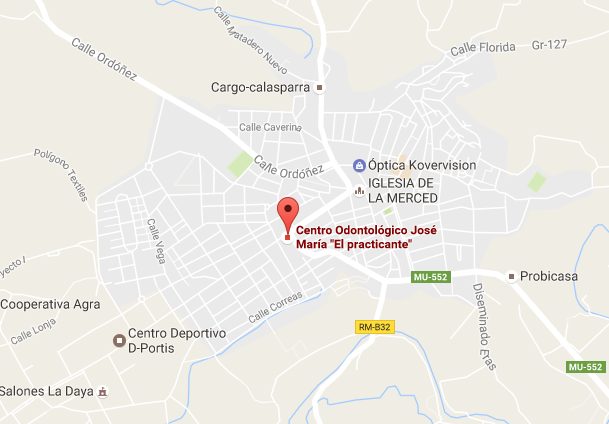 Calle Matadero Nuevo
Calle Ordóñez
Calle Florida
Gr-127
Cargo-calasparra
Calle Caverina
Polígono Textiles
Calle Ordóñez
Óptica Kovervision
IGLESIA DE
LA MERCED
Calle Vega
Centro Odontológico José
María "El practicante"
MU-552
Probicasa
Cooperativa Agra
Calle Correas
Diseminado Eras
Calle Lonja
RM-B32
Centro Deportivo
D-Portis
MU-552
Salones La Daya